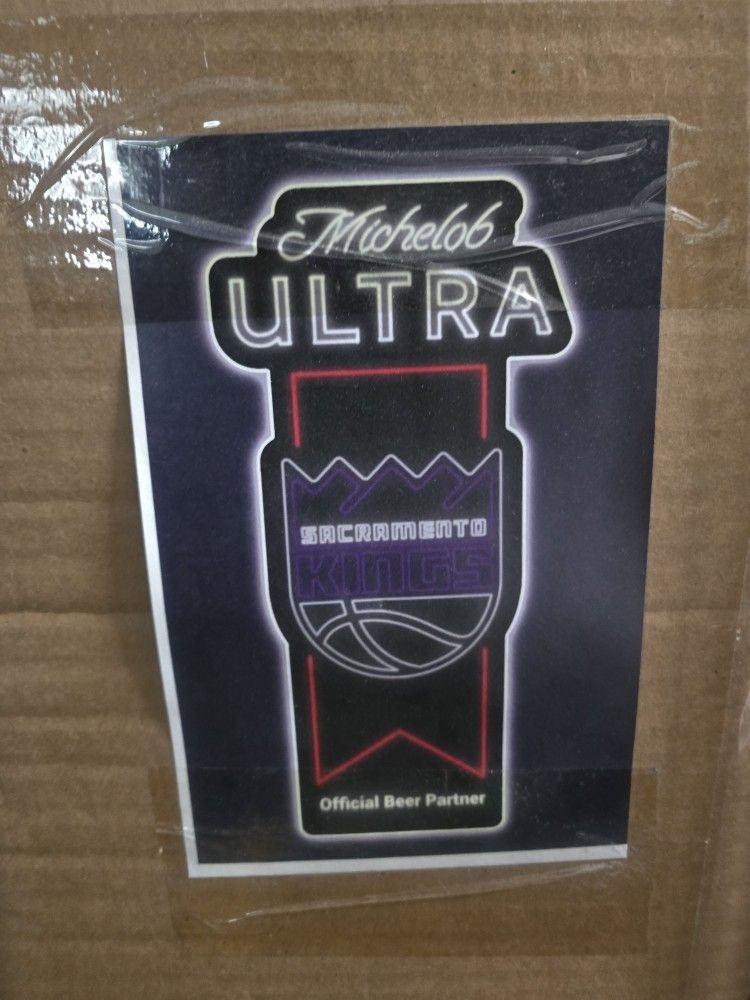 Michelob
ULTRA
SACRAMENTO
KINGS
Official Beer Partner